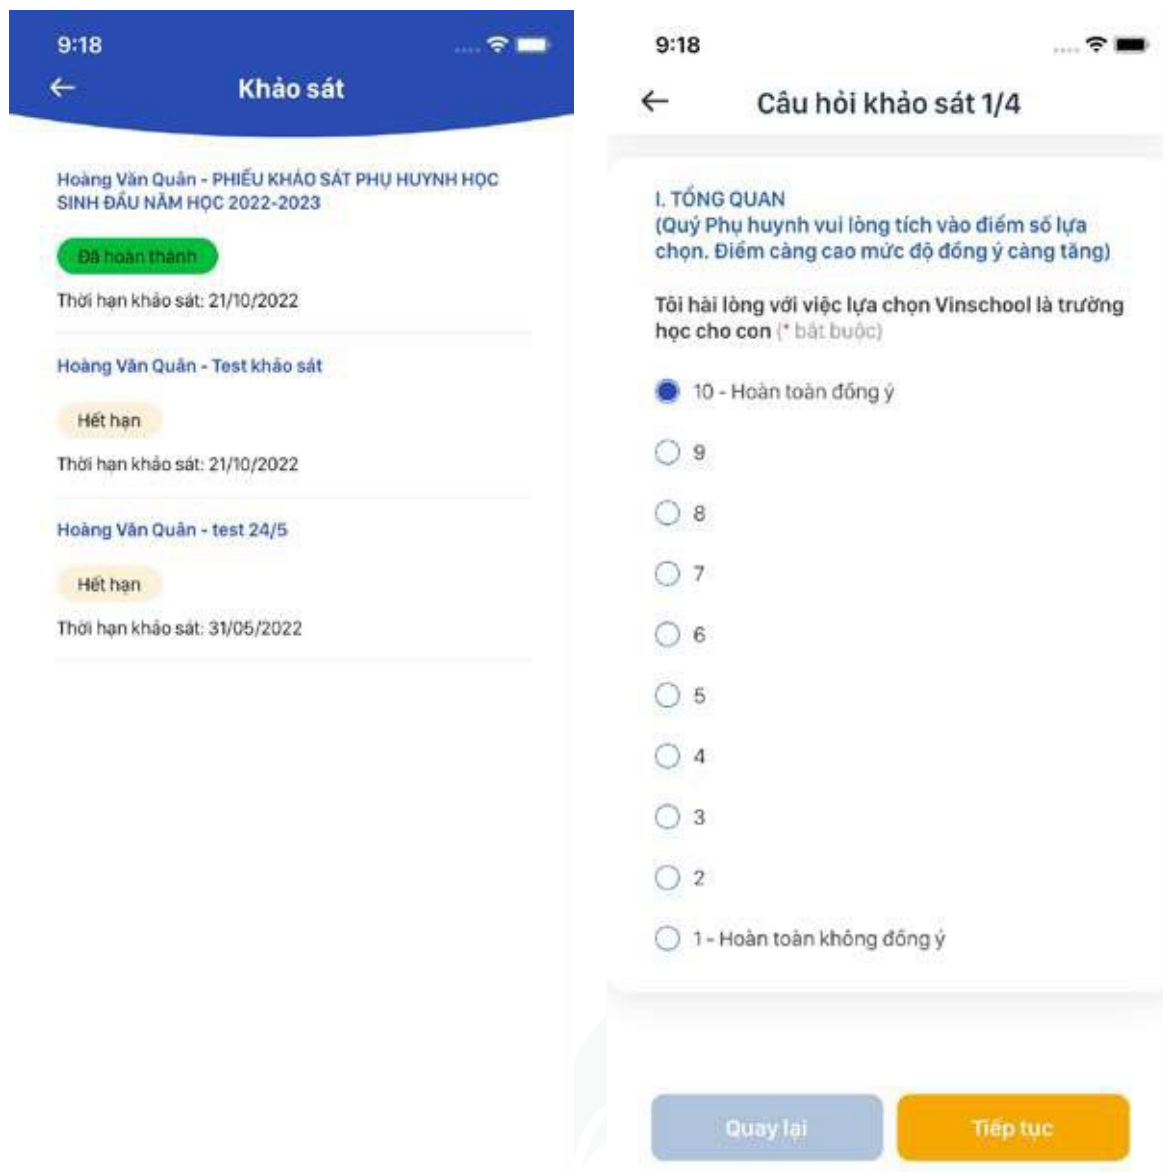 9:18
Khảo sát
Hoàng Văn Quân - PHIẾU KHẢO SÁT PHỤ HUYNH HỌC
SINH ĐẦU NĂM HỌC 2022-2023
Đã hoàn thành
Thời hạn khảo sát: 21/10/2022
Hoàng Văn Quân - Test khảo sát
Hết hạn
Thời hạn khảo sát: 21/10/2022
Hoàng Văn Quân - test 24/5
Hết hạn
Thời hạn khảo sát: 31/05/2022
9:18
Câu hỏi khảo sát 1/4
I. TỔNG QUAN
(Quý Phụ huynh vui lòng tích vào điểm số lựa
chọn. Điểm càng cao mức độ đồng ý càng tăng)
Tôi hài lòng với việc lựa chọn Vinschool là trường
học cho con (* bắt buộc)
10 - Hoàn toàn đồng ý
9
8
7
6
5
4
3
2
1 - Hoàn toàn không đồng ý
Quay lại
Tiếp tục